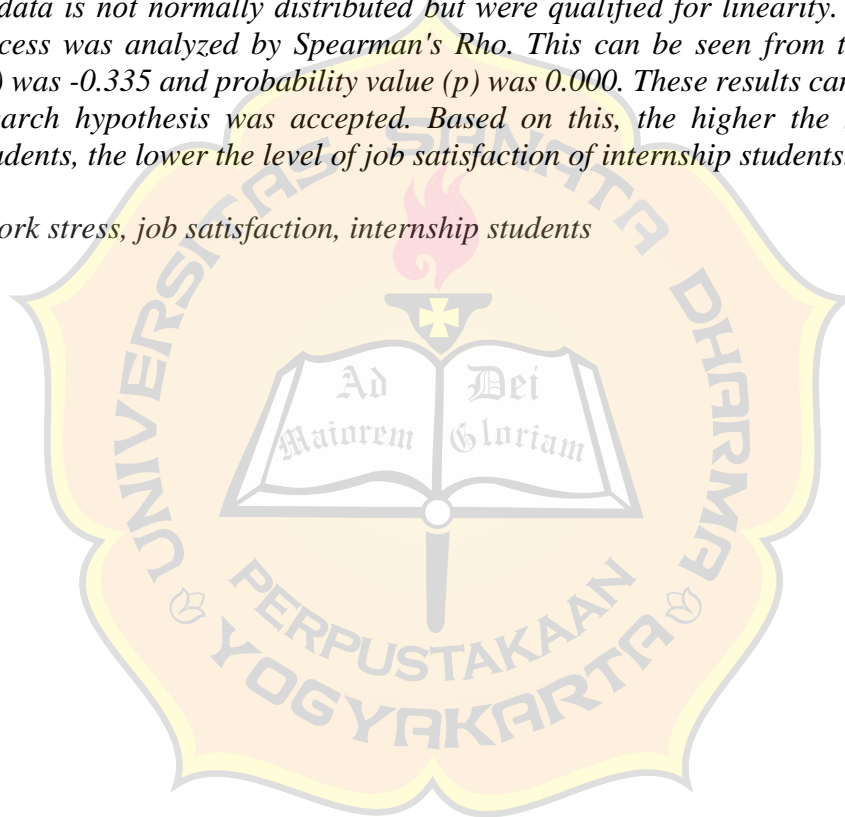 data is not normally distributed but were qualified for linearity.
cess was analyzed by Spearman's Rho. This can be seen from t
) was -0.335 and probability value (p) was 0.000. These results can
earch hypothesis was accepted. Based on this, the higher the
udents, the lower the level of job satisfaction of internship students.
ork stress, job satisfaction, internship students
UNIVERSITAS SANATA DHARMA
Ad Dei
Maiorem Gloriam
PERPUSTAKAAN
YOGYAKARTA